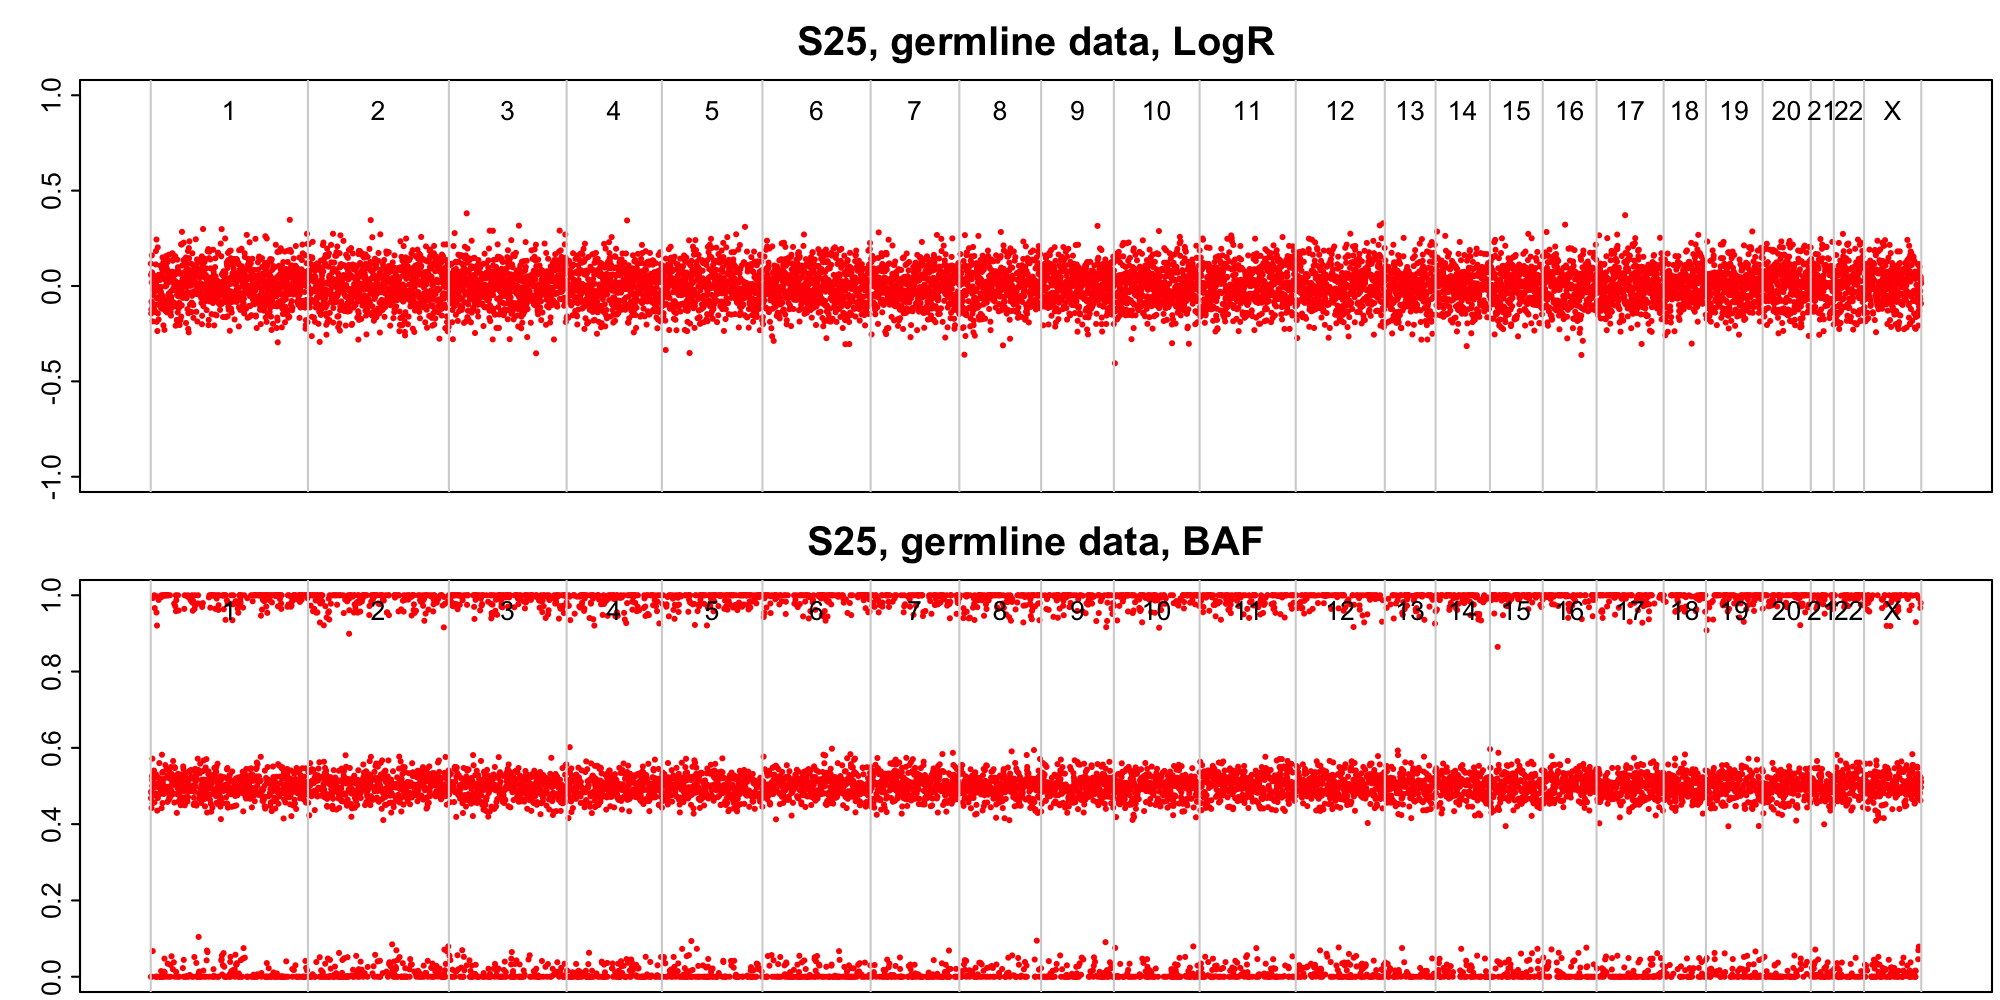 S25, germline data, LogR
1.0
0.5
0.0
-0.5
-1.0
1 2 3 4 5 6 7 8 9 10 11 12 13 14 15 16 17 18 19 20 21 22 X
S25, germline data, BAF
1.0
0.8
0.6
0.4
0.2
0.0
1 2 3 4 5 6 7 8 9 10 11 12 13 14 15 16 17 18 19 20 21 22 X